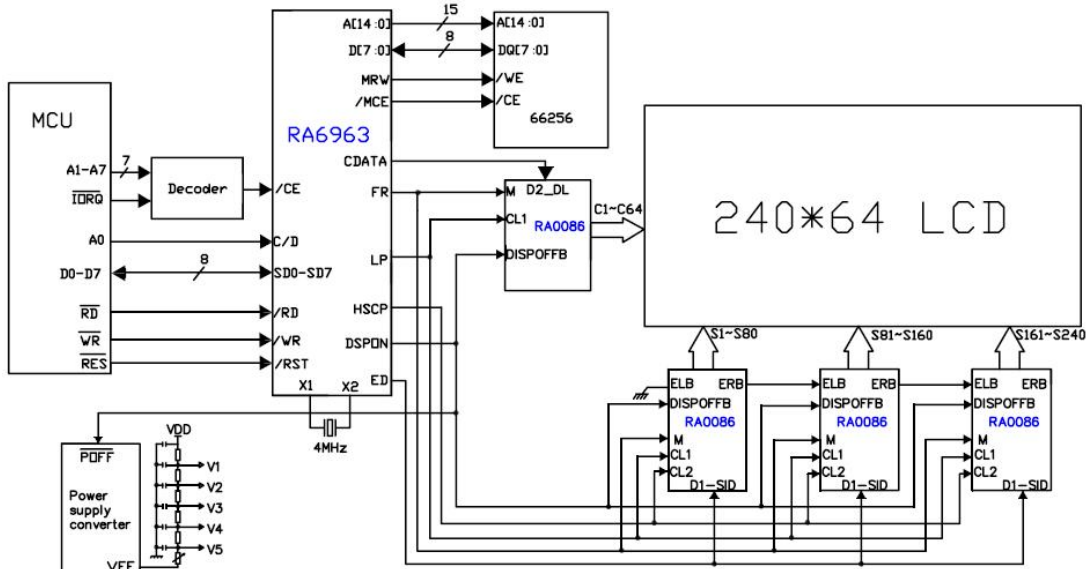 MCU
A1-A7
7
IORQ
A0
D0-D7
8
RD
WR
RES
Decoder
RA6963
/CE
C/D
SD0-SD7
/RD
/WR
/RST
X1 X2
4MHz
A[14:0]
D[7:0]
MRW
/MCE
CDATA
FR
LP
HSCP
DSPON
ED
15
8
A[14:0]
DQ[7:0]
/WE
/CE
66256
D2_DL
M
CL1
RA0086
DISPOFFB
C1~C64
240*64 LCD
S1~S80
S81~S160
S161~S240
ELB ERB
DISPOFFB
RA0086
M
CL1
CL2
D1-SID
ELB ERB
DISPOFFB
RA0086
M
CL1
CL2
D1-SID
ELB ERB
DISPOFFB
RA0086
M
CL1
CL2
D1-SID
POFF
Power
supply
converter
VEE
VDD
V1
V2
V3
V4
V5